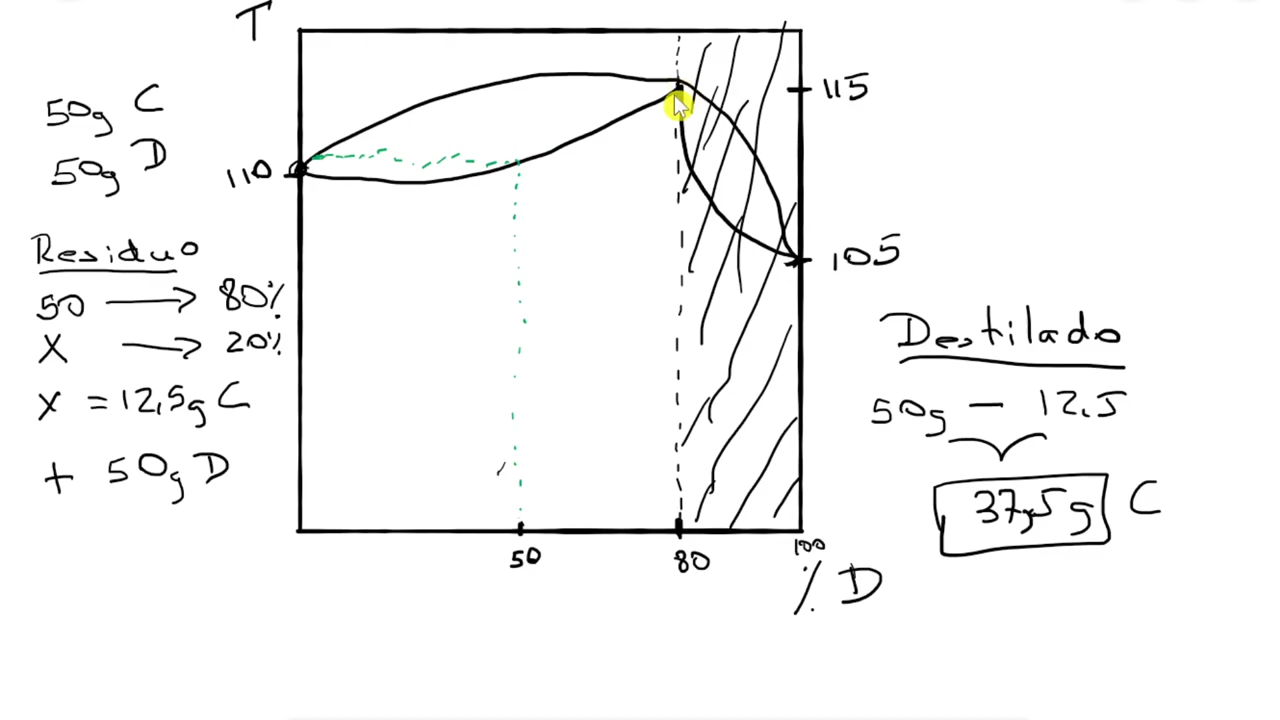 T
50g C
50g D
Residuo
50 → 80%
X → 20%
X = 12,5g C
+ 50g D
110
115
105
50
80
100
% D
Destilado
50g - 12.5
37,5g C